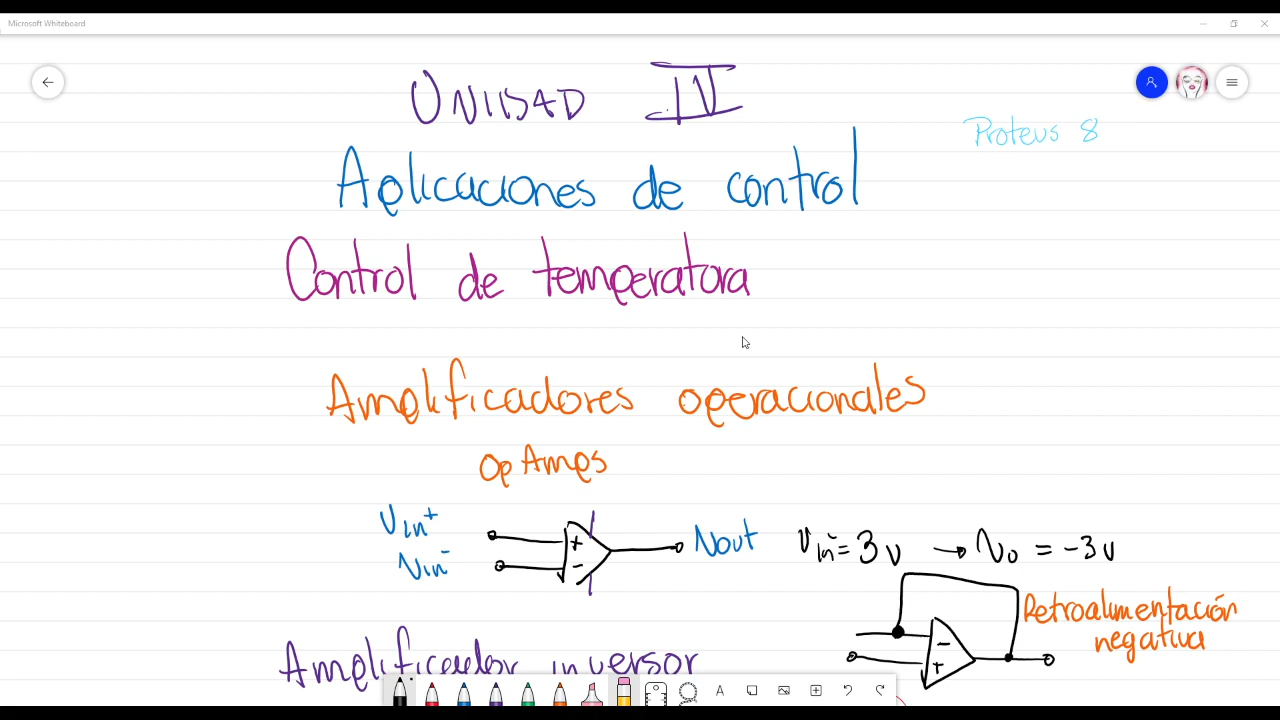 Microsoft Whiteboard
UNIDAD IV
Proteus 8
Aplicaciones de control
Control de temperatura
Amplificadores operacionales
Op Amps
Vin+
Vin-
+
-
Vout
Vin- = 3v → Vo = -3v
Retroalimentación
negativa
-
+
Amplificador inversor
A